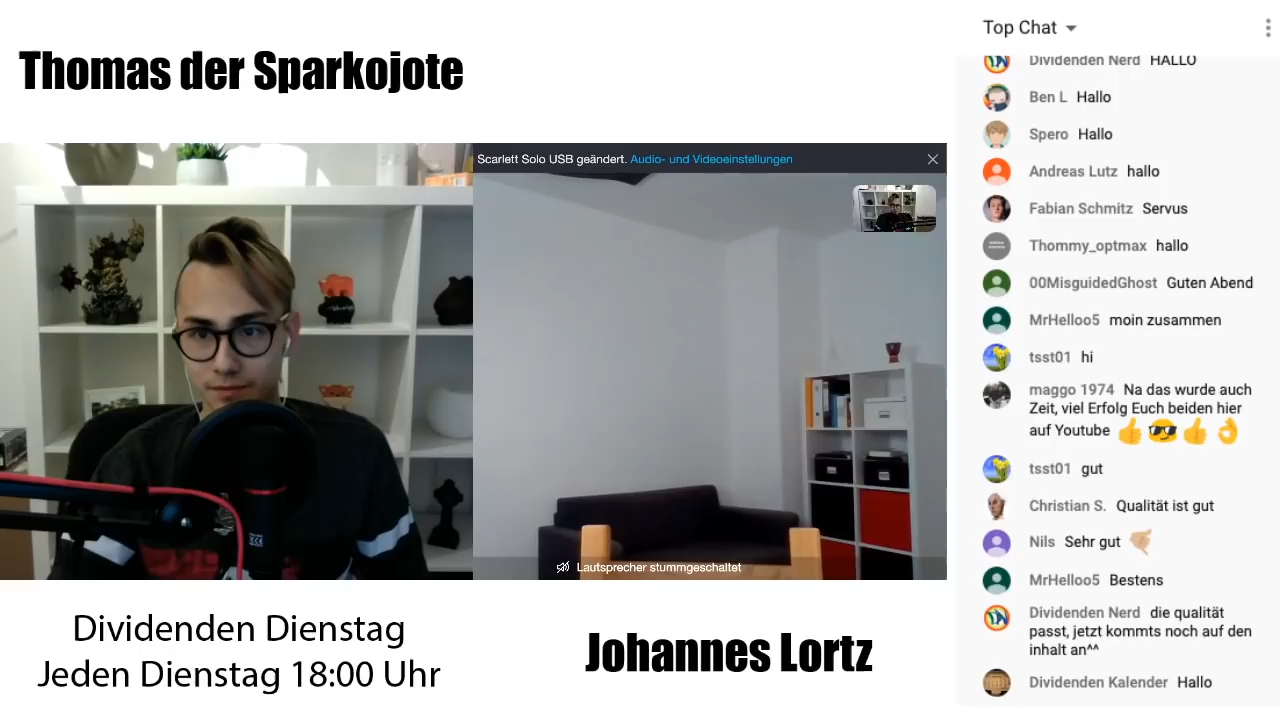 Thomas der Sparkojote
Scarlett Solo USB geändert. Audio- und Videoeinstellungen
Lautsprecher stummgeschaltet
Dividenden Dienstag
Jeden Dienstag 18:00 Uhr
Johannes Lortz
Top Chat
Dividenden Nerd HALLO
Ben L Hallo
Spero Hallo
Andreas Lutz hallo
Fabian Schmitz Servus
Thommy_optmax hallo
00MisguidedGhost Guten Abend
MrHelloo5 moin zusammen
tsst01 hi
maggo 1974 Na das wurde auch
Zeit, viel Erfolg Euch beiden hier
auf Youtube 👍😎👍👌
tsst01 gut
Christian S. Qualität ist gut
Nils Sehr gut 🤙🏼
MrHelloo5 Bestens
Dividenden Nerd die qualität
passt, jetzt kommts noch auf den
inhalt an^^
Dividenden Kalender Hallo